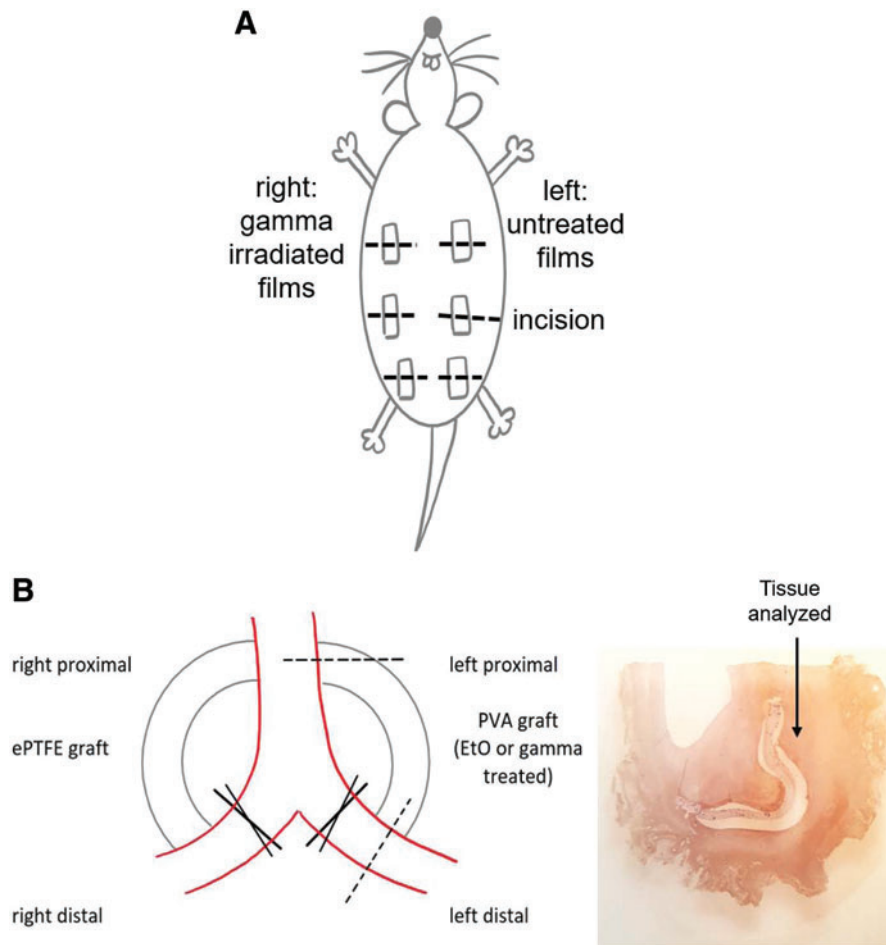 A
right:
gamma
irradiated
films
left:
untreated
films
incision
B
right proximal
ePTFE graft
right distal
left proximal
PVA graft
(EtO or gamma
treated)
left distal
Tissue
analyzed